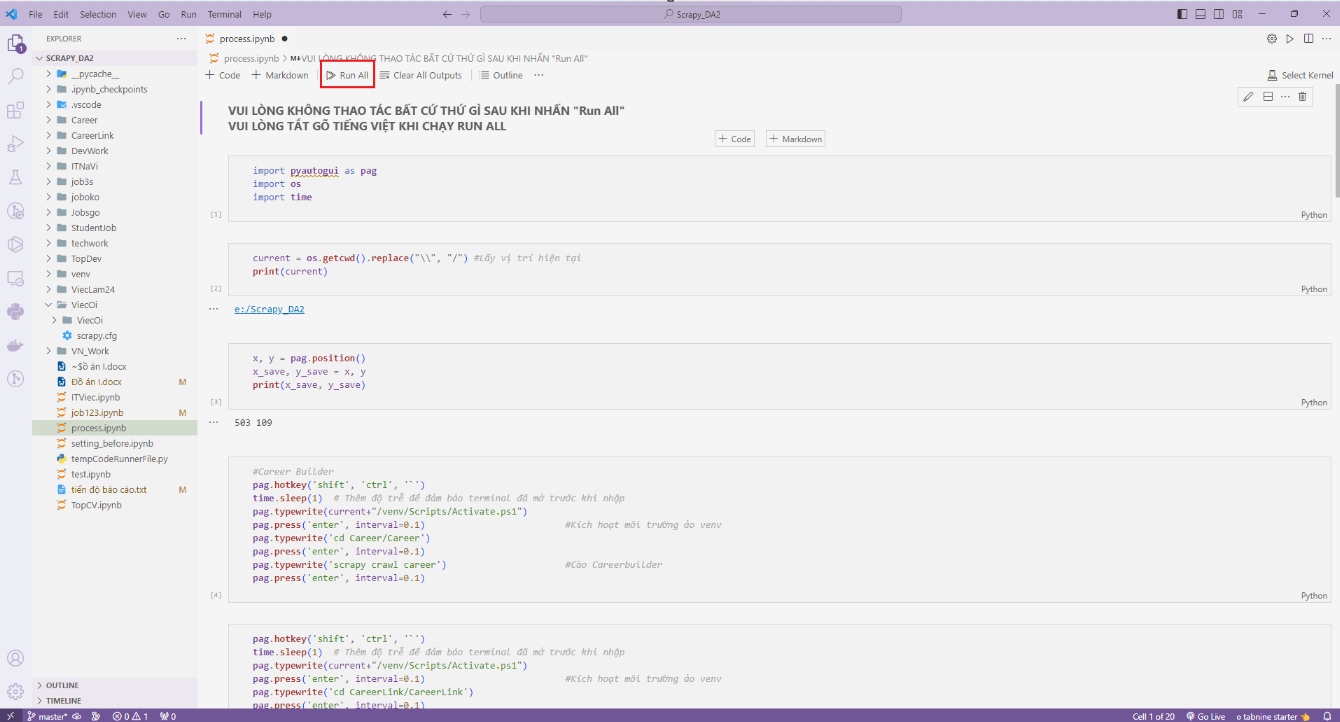 File Edit Selection View Go Run Terminal Help
Scrapy_DA2
EXPLORER
SCRAPY_DA2
__pycache__
.ipynb_checkpoints
.vscode
Career
CareerLink
DevWork
ITNaVi
job3s
joboko
Jobsgo
StudentJob
techwork
TopDev
venv
ViecLam24
ViecOi
ViecOi
scrapy.cfg
VN_Work
~$ồ án I.docx
Đồ án I.docx M
ITViec.ipynb
job123.ipynb M
process.ipynb
setting_before.ipynb
tempCodeRunnerFile.py
test.ipynb
tiến độ báo cáo.txt M
TopCV.ipynb
OUTLINE
TIMELINE
1
process.ipynb
process.ipynb > M↓VUI LÒNG KHÔNG THAO TÁC BẤT CỨ THỨ GÌ SAU KHI NHẤN "Run All"
+ Code + Markdown Run All Clear All Outputs Outline ...
Select Kernel
VUI LÒNG KHÔNG THAO TÁC BẤT CỨ THỨ GÌ SAU KHI NHẤN "Run All"
VUI LÒNG TẮT GÕ TIẾNG VIỆT KHI CHẠY RUN ALL
+ Code + Markdown
import pyautogui as pag
import os
import time
[1]
Python
current = os.getcwd().replace("\\", "/") #Lấy vị trí hiện tại
print(current)
[2]
Python
... e:/Scrapy_DA2
x, y = pag.position()
x_save, y_save = x, y
print(x_save, y_save)
[3]
Python
... 503 109
#Career Builder
pag.hotkey('shift', 'ctrl', '`')
time.sleep(1) # Thêm độ trễ để đảm bảo terminal đã mở trước khi nhập
pag.typewrite(current+"/venv/Scripts/Activate.ps1")
pag.press('enter', interval=0.1) #Kích hoạt môi trường ảo venv
pag.typewrite('cd Career/Career')
pag.press('enter', interval=0.1)
pag.typewrite('scrapy crawl career') #Cào Careerbuilder
pag.press('enter', interval=0.1)
[4]
Python
pag.hotkey('shift', 'ctrl', '`')
time.sleep(1) # Thêm độ trễ để đảm bảo terminal đã mở trước khi nhập
pag.typewrite(current+"/venv/Scripts/Activate.ps1")
pag.press('enter', interval=0.1) #Kích hoạt môi trường ảo venv
pag.typewrite('cd CareerLink/CareerLink')
pag.press('enter', interval=0.1)
master* 0 1 0
Cell 1 of 20 Go Live tabnine starter